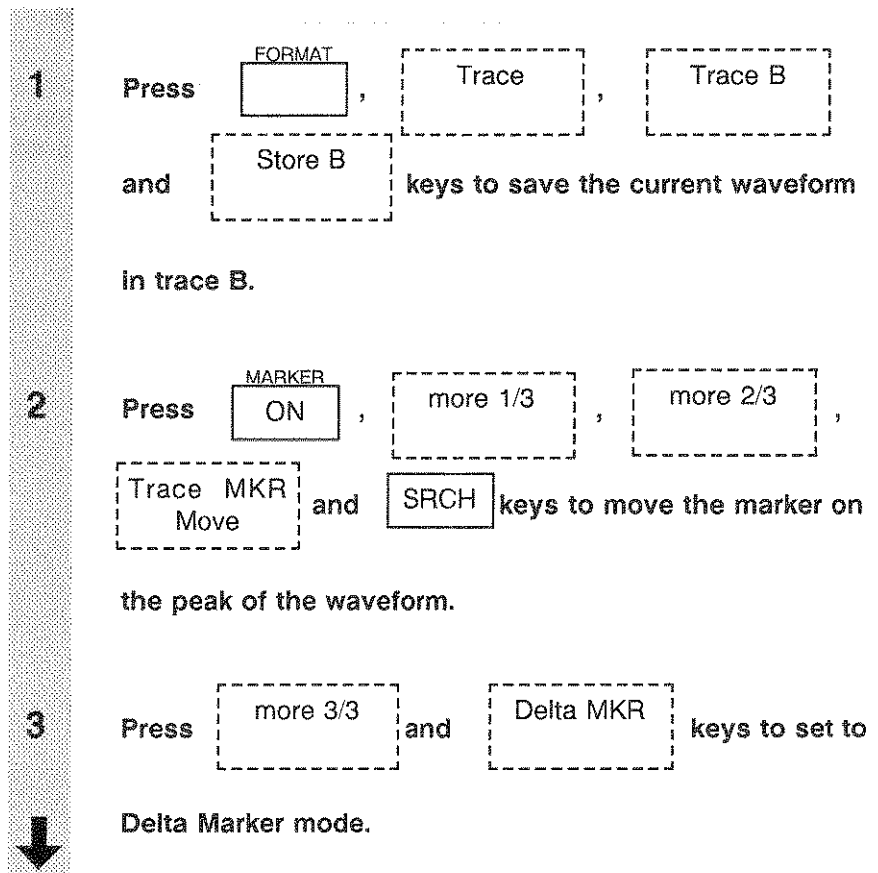 FORMAT
1 Press , Trace , Trace B
and Store B keys to save the current waveform
in trace B.
MARKER
2 Press ON , more 1/3 , more 2/3 ,
Trace MKR Move and SRCH keys to move the marker on
the peak of the waveform.
3 Press more 3/3 and Delta MKR keys to set to
Delta Marker mode.